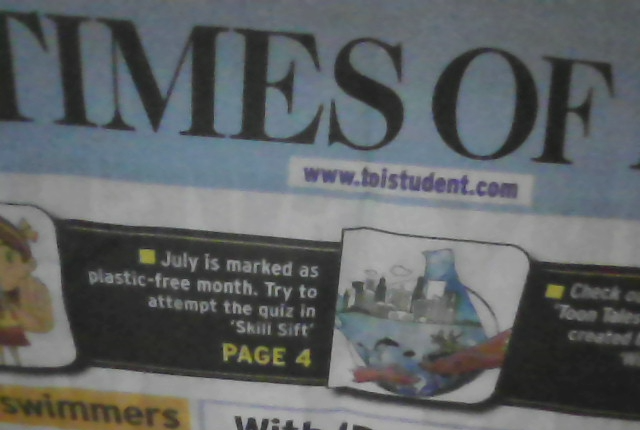 TIMES OF
www.toistudent.com
July is marked as
plastic-free month. Try to
attempt the quiz in
'Skill Sift'
PAGE 4
Check
'Toon
created
swimmers
With